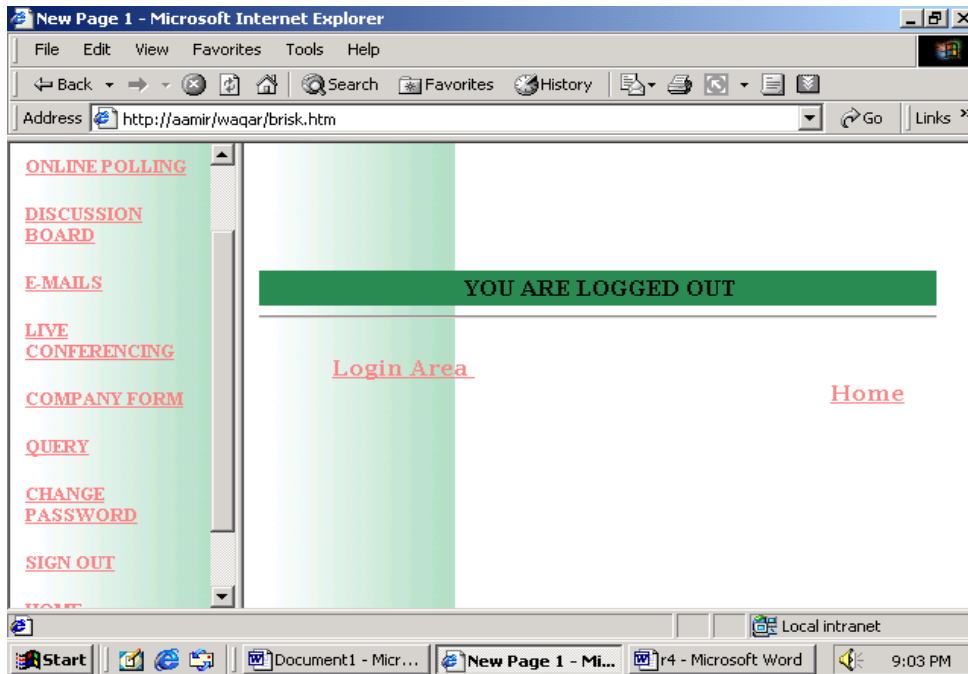 New Page 1 - Microsoft Internet Explorer
File Edit View Favorites Tools Help
Back Search Favorites History
Address http://aamir/waqar/brisk.htm Go Links »
ONLINE POLLING
DISCUSSION
BOARD
E-MAILS
LIVE
CONFERENCING
COMPANY FORM
QUERY
CHANGE
PASSWORD
SIGN OUT
HOME
YOU ARE LOGGED OUT
Login Area
Home
Local intranet
Start Document1 - Micr... New Page 1 - Mi... r4 - Microsoft Word 9:03 PM